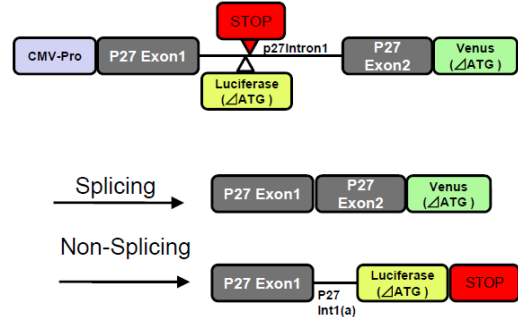 STOP
CMV-Pro
P27 Exon1
p27Intron1
P27
Exon2
Venus
(⊿ATG)
Luciferase
(⊿ATG)
Splicing
P27 Exon1
P27
Exon2
Venus
(⊿ATG)
Non-Splicing
P27 Exon1
P27
Int1(a)
Luciferase
(⊿ATG)
STOP